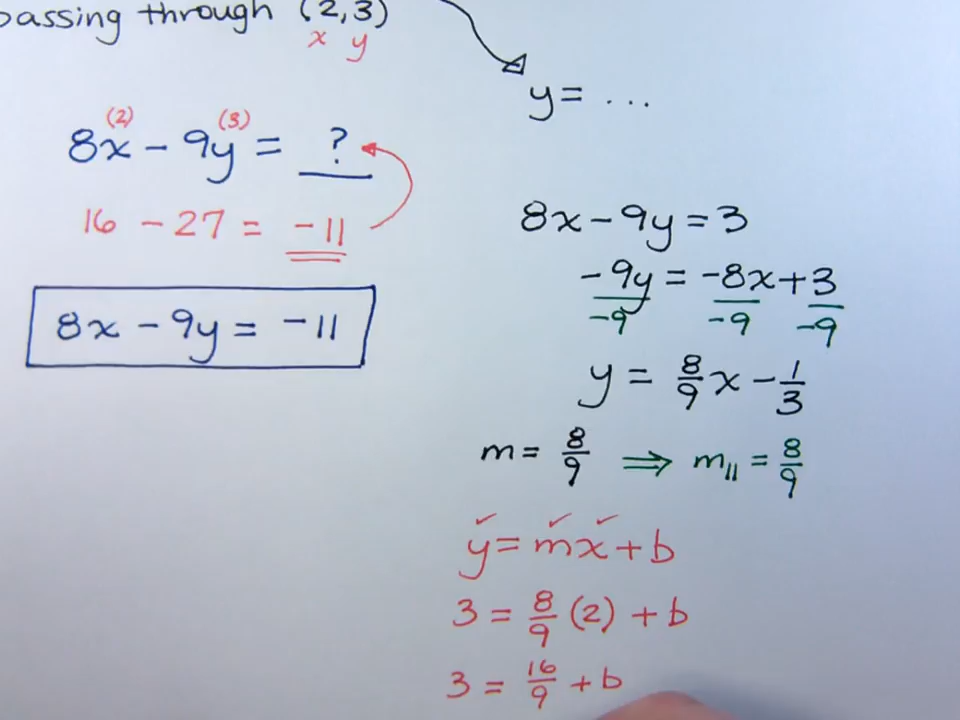 passing through (2,3)
x y
y = ...
(2) (3)
8x - 9y = ?
16 - 27 = -11
8x - 9y = -11
8x - 9y = 3
-9y = -8x + 3
-9 -9 -9
y = 8/9 x - 1/3
m = 8/9 ⇒ m∥ = 8/9
✓ ✓ ✓
y = mx + b
3 = 8/9 (2) + b
3 = 16/9 + b